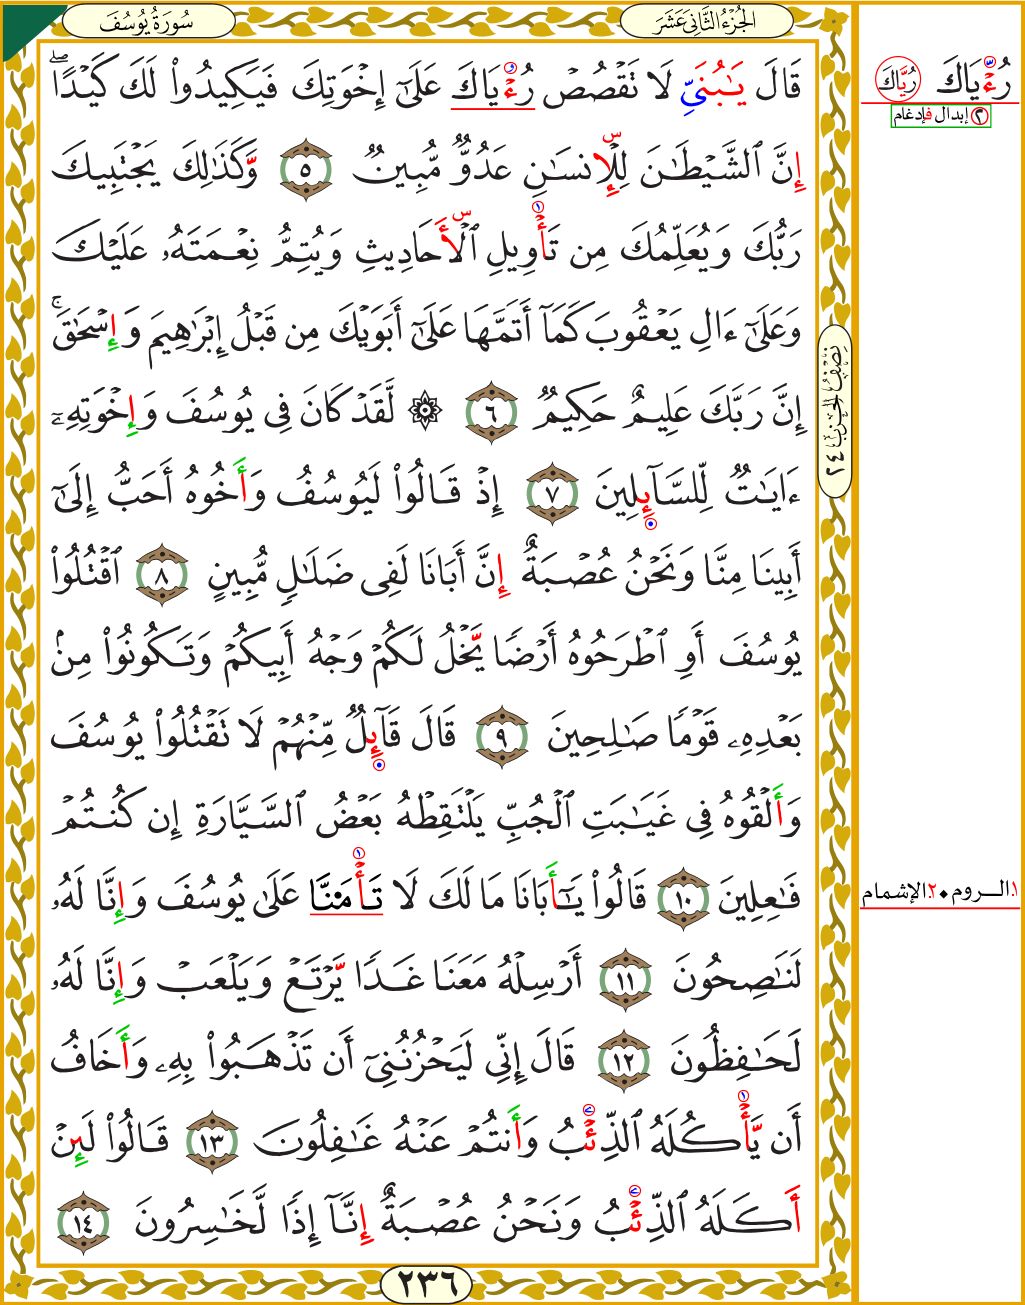 سُورَةُ يُوسُفَ
الجُزْءُ الثَّانِي عَشَرَ
قَالَ يَـٰبُنَيِّ لَا تَقْصُصْ رُءْيَاكَ عَلَىٰٓ إِخْوَتِكَ فَيَكِيدُوا۟ لَكَ كَيْدًا ۖ
إِنَّ ٱلشَّيْطَـٰنَ لِلْإِنسَـٰنِ عَدُوٌّ مُّبِينٌ ٥ وَّكَذَٰلِكَ يَجْتَبِيكَ
رَبُّكَ وَيُعَلِّمُكَ مِن تَأْوِيلِ ٱلْأَحَادِيثِ وَيُتِمُّ نِعْمَتَهُۥ عَلَيْكَ
وَعَلَىٰٓ ءَالِ يَعْقُوبَ كَمَآ أَتَمَّهَا عَلَىٰٓ أَبَوَيْكَ مِن قَبْلُ إِبْرَٰهِيمَ وَإِسْحَـٰقَ ۚ
إِنَّ رَبَّكَ عَلِيمٌ حَكِيمٌ ٦ ۞ لَّقَدْ كَانَ فِى يُوسُفَ وَإِخْوَتِهِۦٓ
ءَايَـٰتٌ لِّلسَّآئِلِينَ ٧ إِذْ قَالُوا۟ لَيُوسُفُ وَأَخُوهُ أَحَبُّ إِلَىٰٓ
أَبِينَا مِنَّا وَنَحْنُ عُصْبَةٌ إِنَّ أَبَانَا لَفِى ضَلَـٰلٍ مُّبِينٍ ٨ ٱقْتُلُوا۟
يُوسُفَ أَوِ ٱطْرَحُوهُ أَرْضًا يَّخْلُ لَكُمْ وَجْهُ أَبِيكُمْ وَتَكُونُوا۟ مِنۢ
بَعْدِهِۦ قَوْمًا صَـٰلِحِينَ ٩ قَالَ قَآئِلٌ مِّنْهُمْ لَا تَقْتُلُوا۟ يُوسُفَ
وَأَلْقُوهُ فِى غَيَـٰبَتِ ٱلْجُبِّ يَلْتَقِطْهُ بَعْضُ ٱلسَّيَّارَةِ إِن كُنتُمْ
فَـٰعِلِينَ ١٠ قَالُوا۟ يَـٰٓأَبَانَا مَا لَكَ لَا تَأْمَنَّا عَلَىٰ يُوسُفَ وَإِنَّا لَهُۥ
لَنَـٰصِحُونَ ١١ أَرْسِلْهُ مَعَنَا غَدًا يَّرْتَعْ وَيَلْعَبْ وَإِنَّا لَهُۥ
لَحَـٰفِظُونَ ١٢ قَالَ إِنِّى لَيَحْزُنُنِىٓ أَن تَذْهَبُوا۟ بِهِۦ وَأَخَافُ
أَن يَّأْكُلَهُ ٱلذِّئْبُ وَأَنتُمْ عَنْهُ غَـٰفِلُونَ ١٣ قَالُوا۟ لَئِنْ
أَكَلَهُ ٱلذِّئْبُ وَنَحْنُ عُصْبَةٌ إِنَّآ إِذًا لَّخَـٰسِرُونَ ١٤
٢٣٦
نِصْفُ الحِزْبِ ٢٤
رُءْيَاكَ رُيَّاكَ
٢ إبدال فإدغام
١.الـروم • ٢.الإشمام